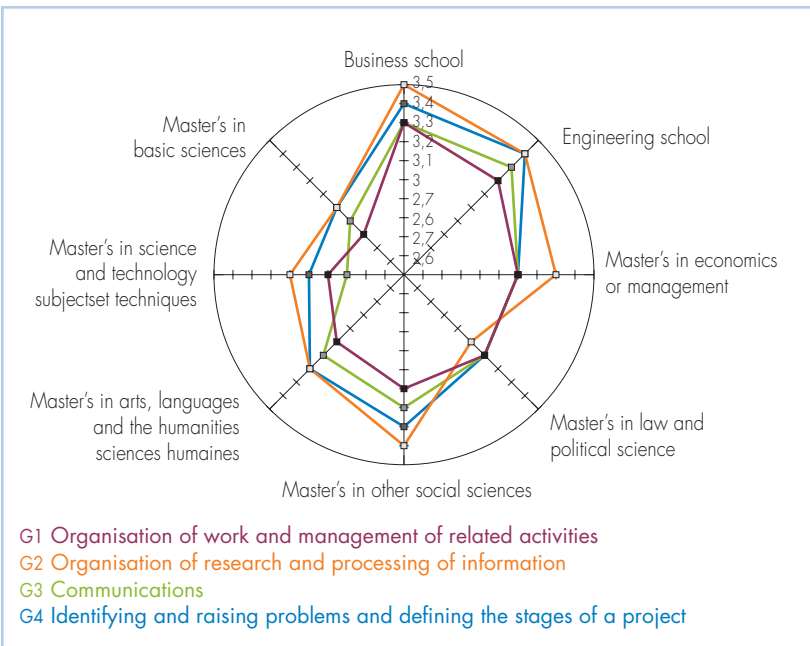 Business school
3,5
3,4
3,3
3,2
3,1
3
2,7
2,6
2,7
2,6
Master's in
basic sciences
Engineering school
Master's in science
and technology
subjectset techniques
Master's in economics
or management
Master's in arts, languages
and the humanities
sciences humaines
Master's in law and
political science
Master's in other social sciences
G1 Organisation of work and management of related activities
G2 Organisation of research and processing of information
G3 Communications
G4 Identifying and raising problems and defining the stages of a project